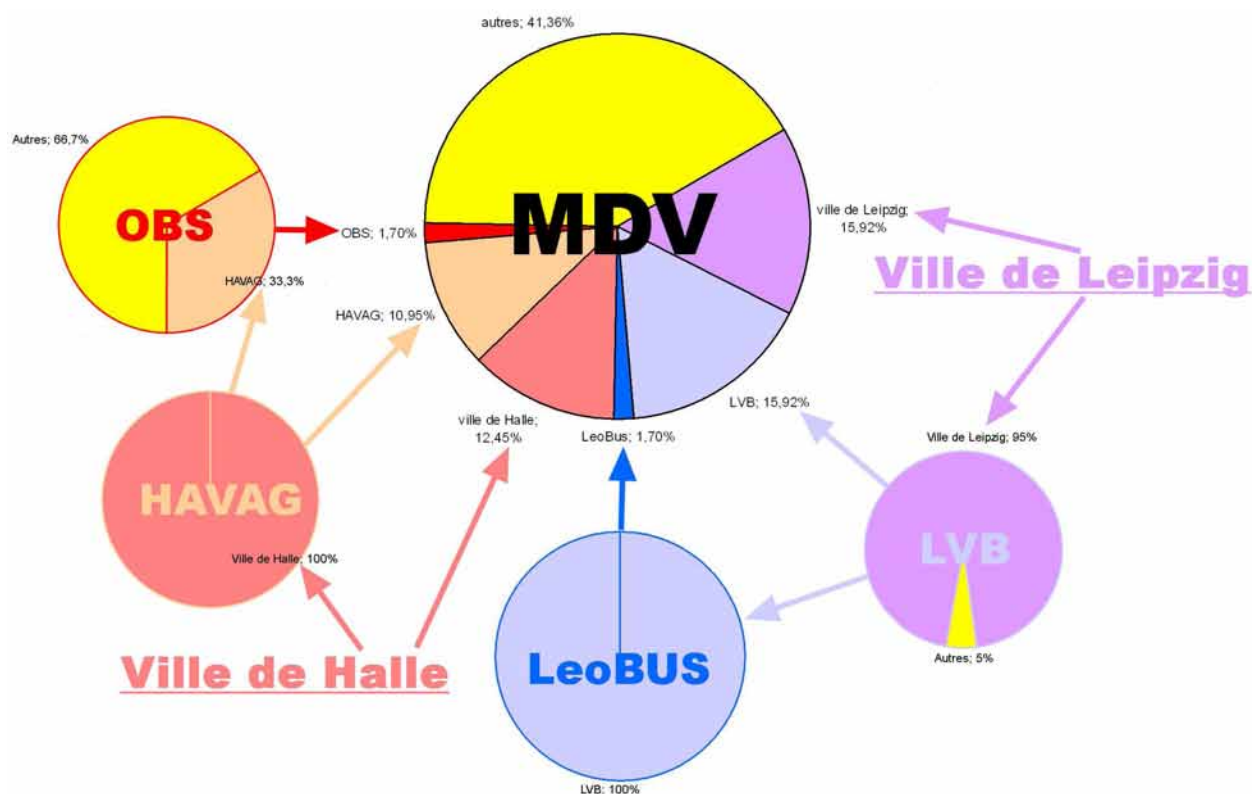 autres; 41,36%
Autres; 66,7%
OBS
MDV
ville de Leipzig;
15,92%
OBS; 1,70%
Ville de Leipzig
HAVAG; 33,3%
HAVAG; 10,95%
LVB; 15,92%
ville de Halle;
12,45%
LeoBus; 1,70%
Ville de Leipzig; 95%
HAVAG
Ville de Halle; 100%
LVB
Ville de Halle
LeoBUS
Autres; 5%
LVB; 100%